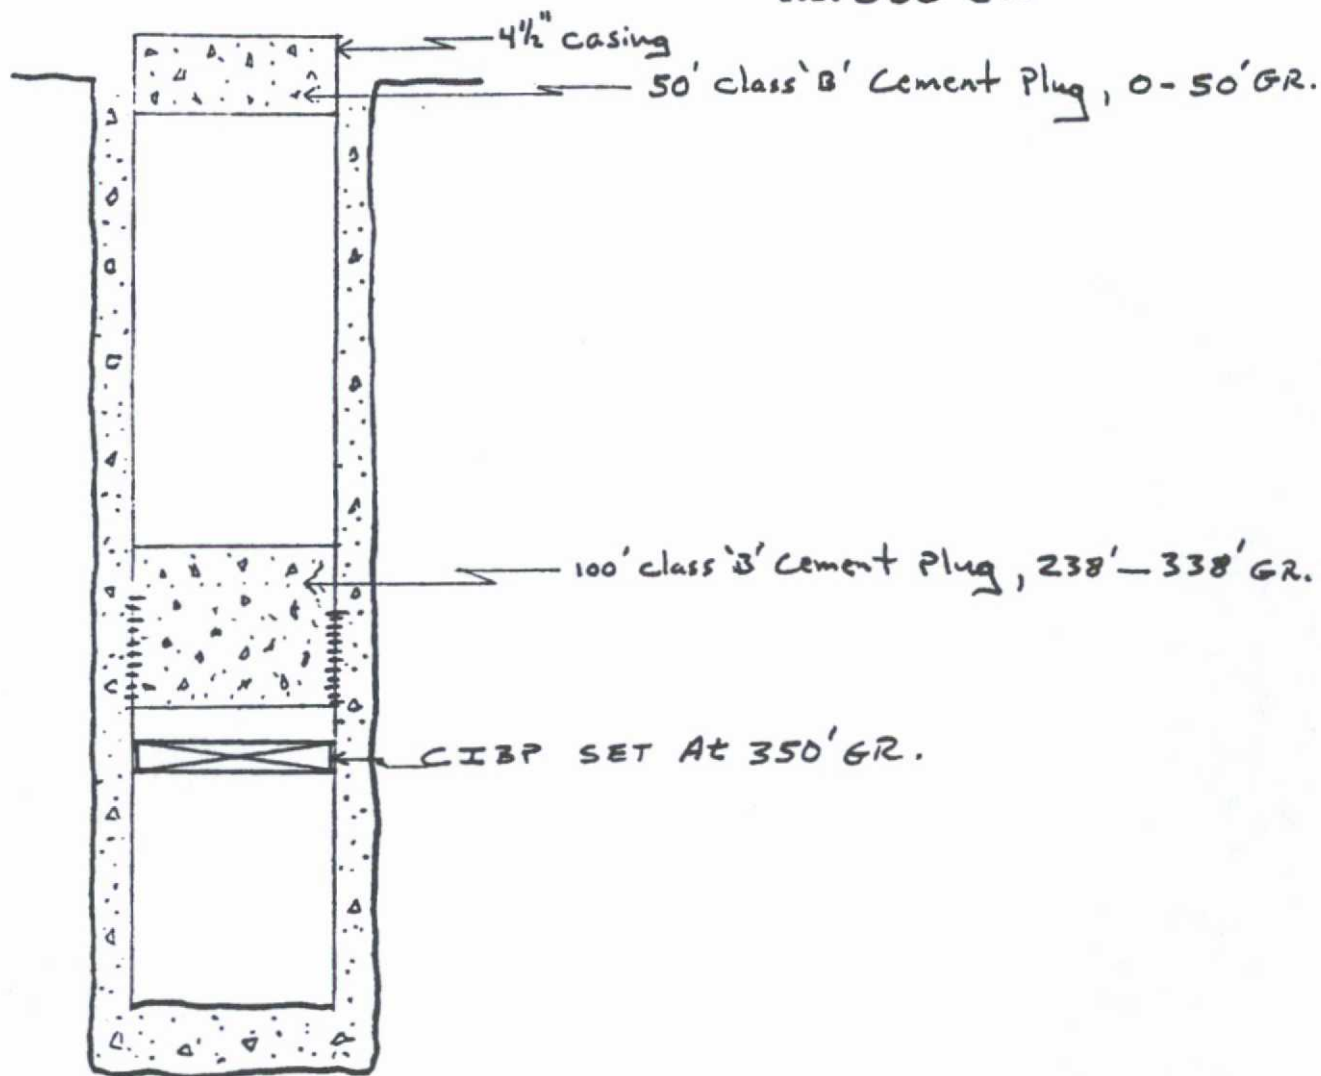 4½" casing
50' class 'B' Cement Plug, 0-50' GR.
100' class 'B' Cement Plug, 238'-338' GR.
CIBP SET At 350' GR.